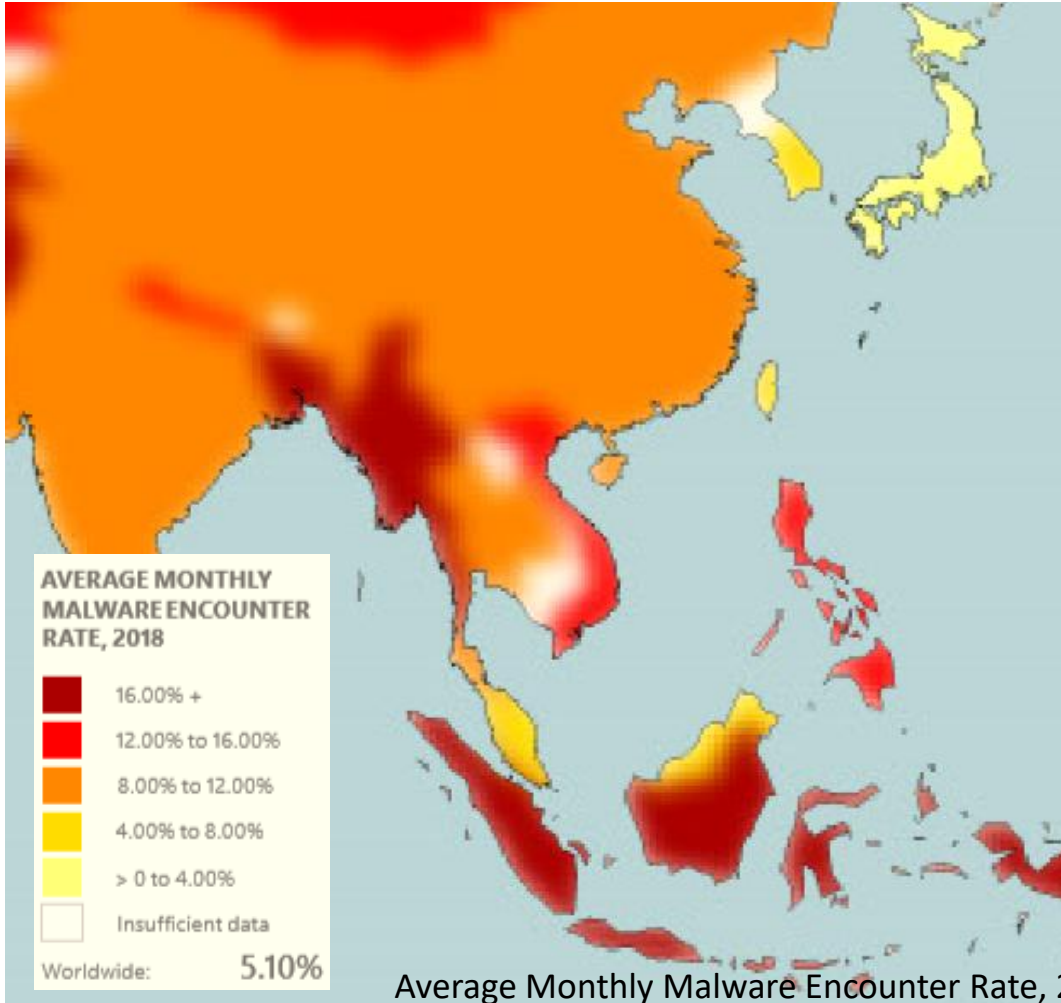 AVERAGE MONTHLY
MALWARE ENCOUNTER
RATE, 2018
16.00% +
12.00% to 16.00%
8.00% to 12.00%
4.00% to 8.00%
> 0 to 4.00%
Insufficient data
Worldwide: 5.10%
Average Monthly Malware Encounter Rate,